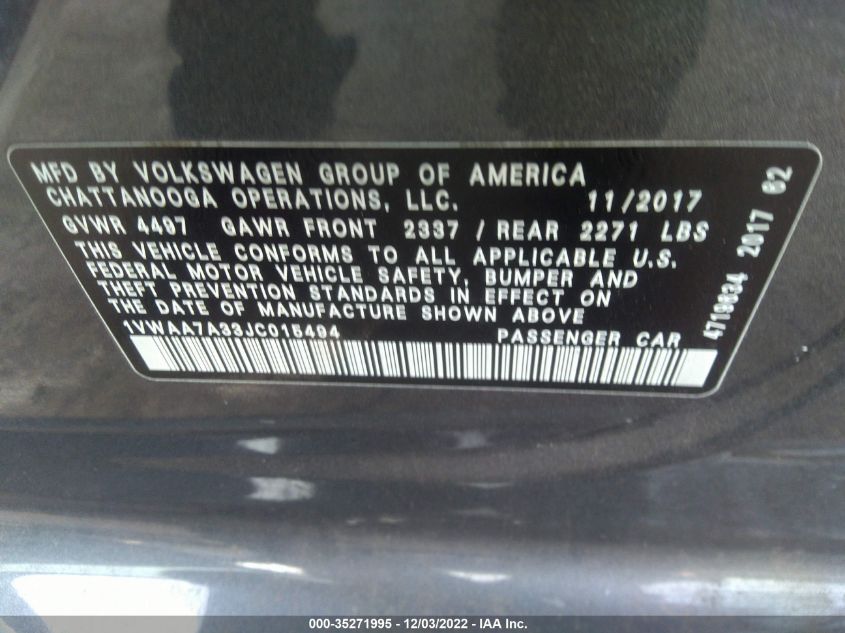 MFD BY VOLKSWAGEN GROUP OF AMERICA
CHATTANOOGA OPERATIONS, LLC. 11/2017
GVWR 4497 GAWR FRONT 2337 / REAR 2271 LBS
THIS VEHICLE CONFORMS TO ALL APPLICABLE U.S.
FEDERAL MOTOR VEHICLE SAFETY, BUMPER AND
THEFT PREVENTION STANDARDS IN EFFECT ON
THE DATE OF MANUFACTURE SHOWN ABOVE
1VWAA7A33JC015494 PASSENGER CAR
4719834 2017 62
000-35271995 - 12/03/2022 - IAA Inc.